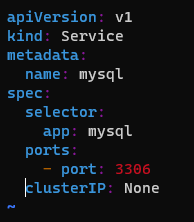 apiVersion: v1
kind: Service
metadata:
  name: mysql
spec:
  selector:
    app: mysql
  ports:
    - port: 3306
  clusterIP: None
~